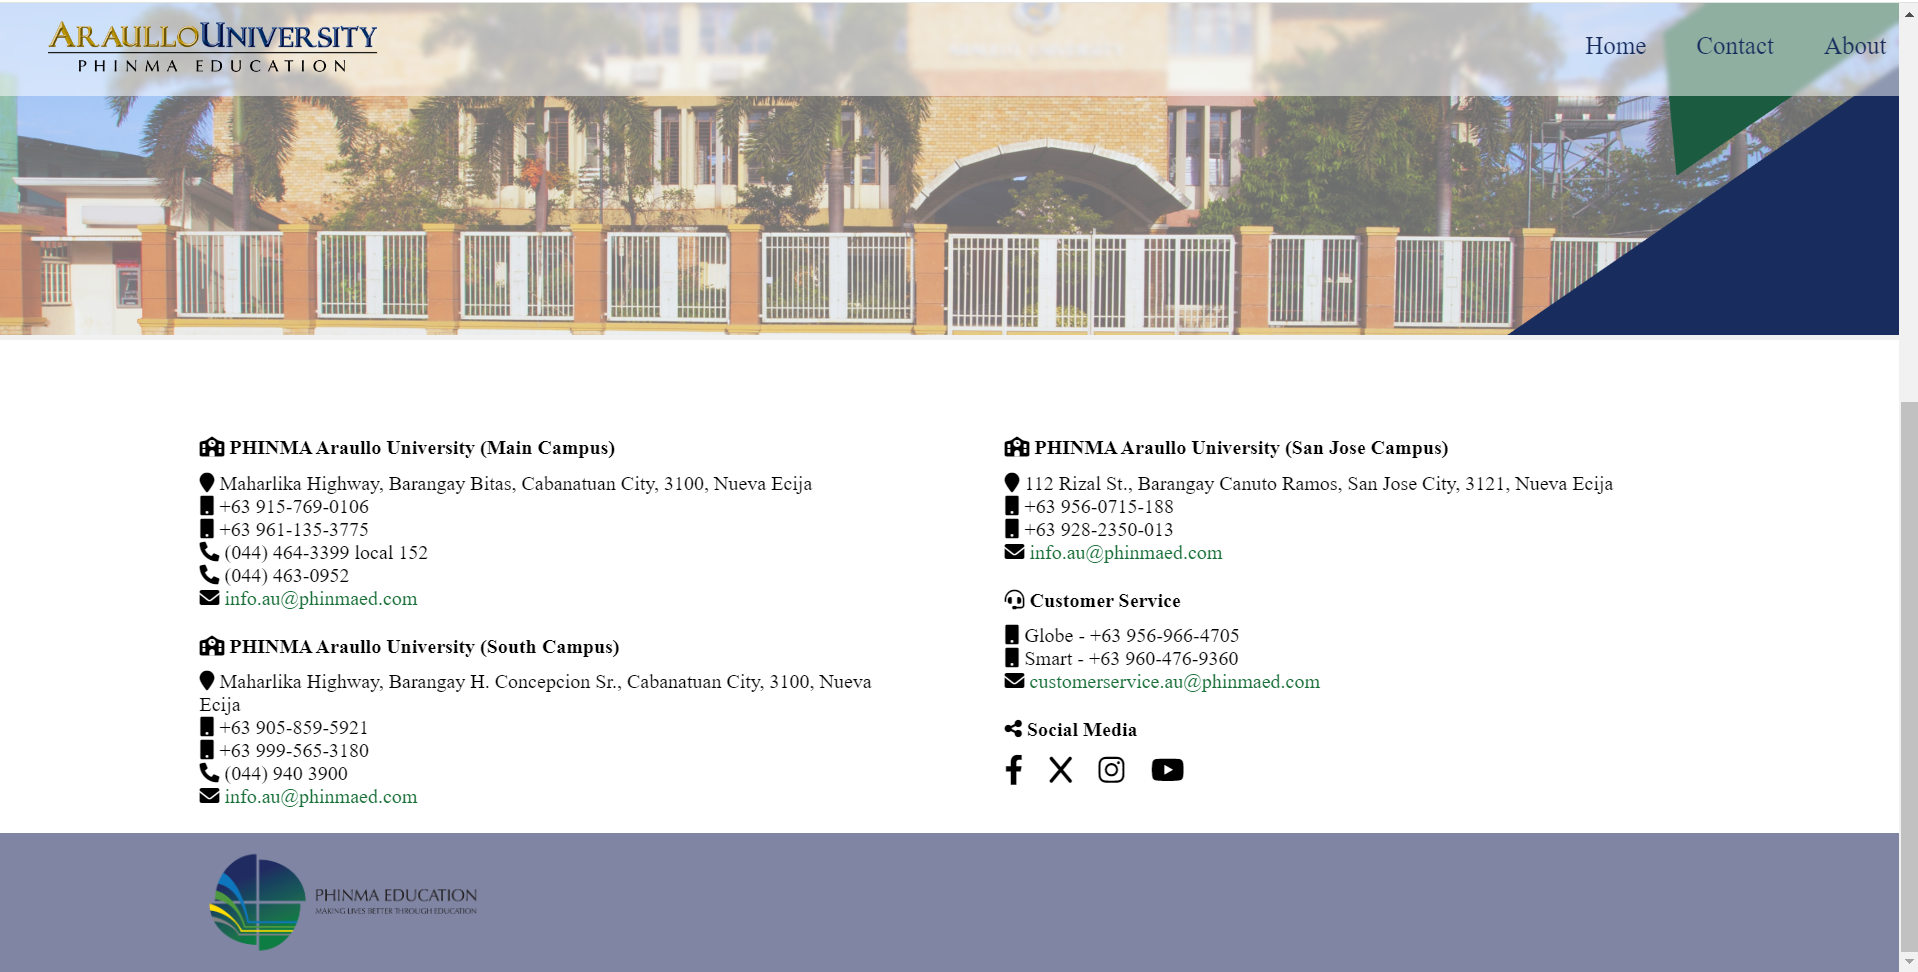 ARAULLOUNIVERSITY
PHINMA EDUCATION
Home
Contact
About
PHINMA Araullo University (Main Campus)
Maharlika Highway, Barangay Bitas, Cabanatuan City, 3100, Nueva Ecija
+63 915-769-0106
+63 961-135-3775
(044) 464-3399 local 152
(044) 463-0952
info.au@phinmaed.com
PHINMA Araullo University (South Campus)
Maharlika Highway, Barangay H. Concepcion Sr., Cabanatuan City, 3100, Nueva
Ecija
+63 905-859-5921
+63 999-565-3180
(044) 940 3900
info.au@phinmaed.com
PHINMA Araullo University (San Jose Campus)
112 Rizal St., Barangay Canuto Ramos, San Jose City, 3121, Nueva Ecija
+63 956-0715-188
+63 928-2350-013
info.au@phinmaed.com
Customer Service
Globe - +63 956-966-4705
Smart - +63 960-476-9360
customerservice.au@phinmaed.com
Social Media
PHINMA EDUCATION
MAKING LIVES BETTER THROUGH EDUCATION